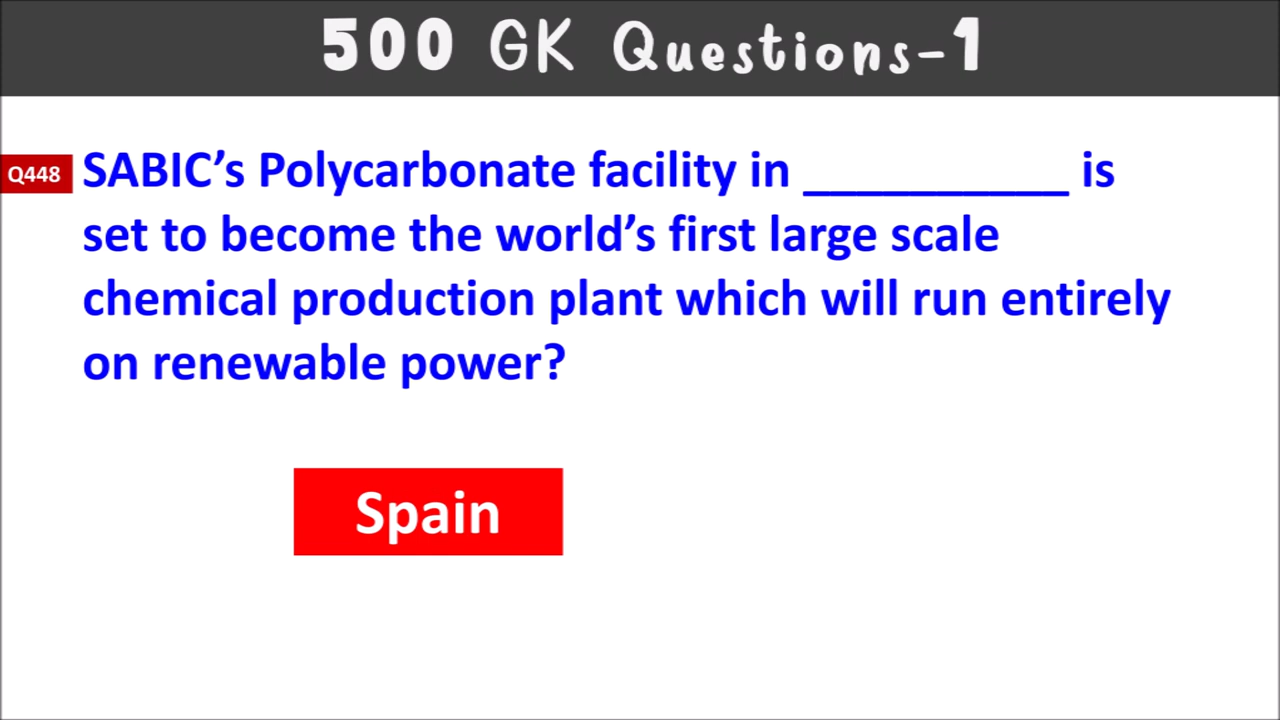 500 GK Questions-1
Q448 SABIC’s Polycarbonate facility in __________ is
set to become the world’s first large scale
chemical production plant which will run entirely
on renewable power?
Spain